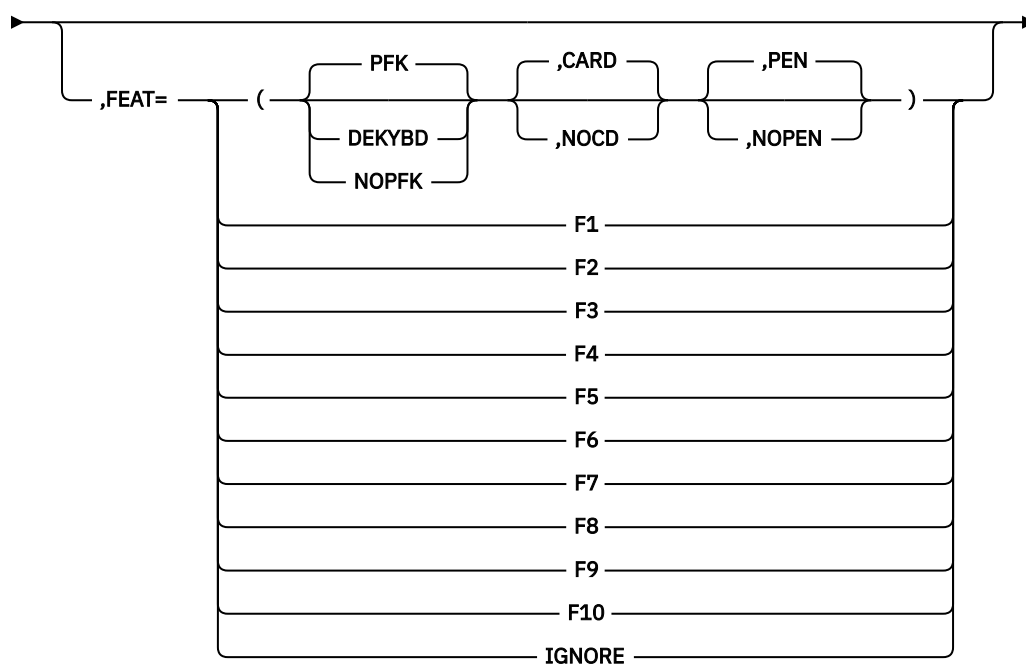 PFK ,CARD ,PEN
,FEAT= ( )
DEKYBD ,NOCD ,NOPEN
NOPFK
F1
F2
F3
F4
F5
F6
F7
F8
F9
F10
IGNORE